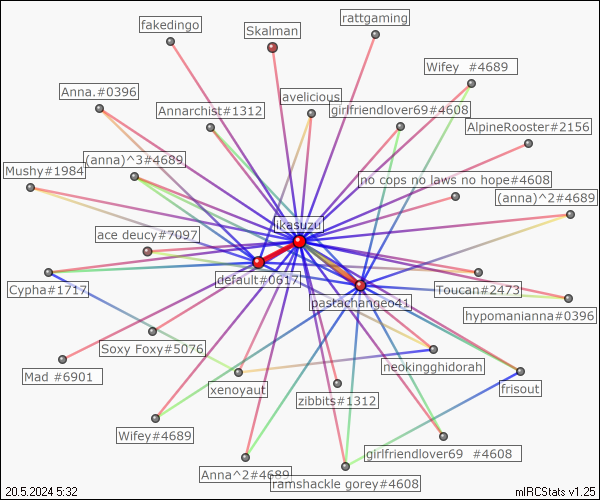 fakedingo
Skalman
rattgaming
Wifey  #4689
Anna.#0396
Annarchist#1312
avelicious
girlfriendlover69#4608
AlpineRooster#2156
Mushy#1984
(anna)^3#4689
no cops no laws no hope#4608
(anna)^2#4689
ikasuzu
ace deucy#7097
default#0617
pastachangeo41
Cypha#1717
Toucan#2473
hypomanianna#0396
Soxy Foxy#5076
Mad #6901
xenoyaut
neokingghidorah
frisout
zibbits#1312
Wifey#4689
girlfriendlover69  #4608
Anna^2#4689
ramshackle gorey#4608
20.5.2024 5:32
mIRCStats v1.25